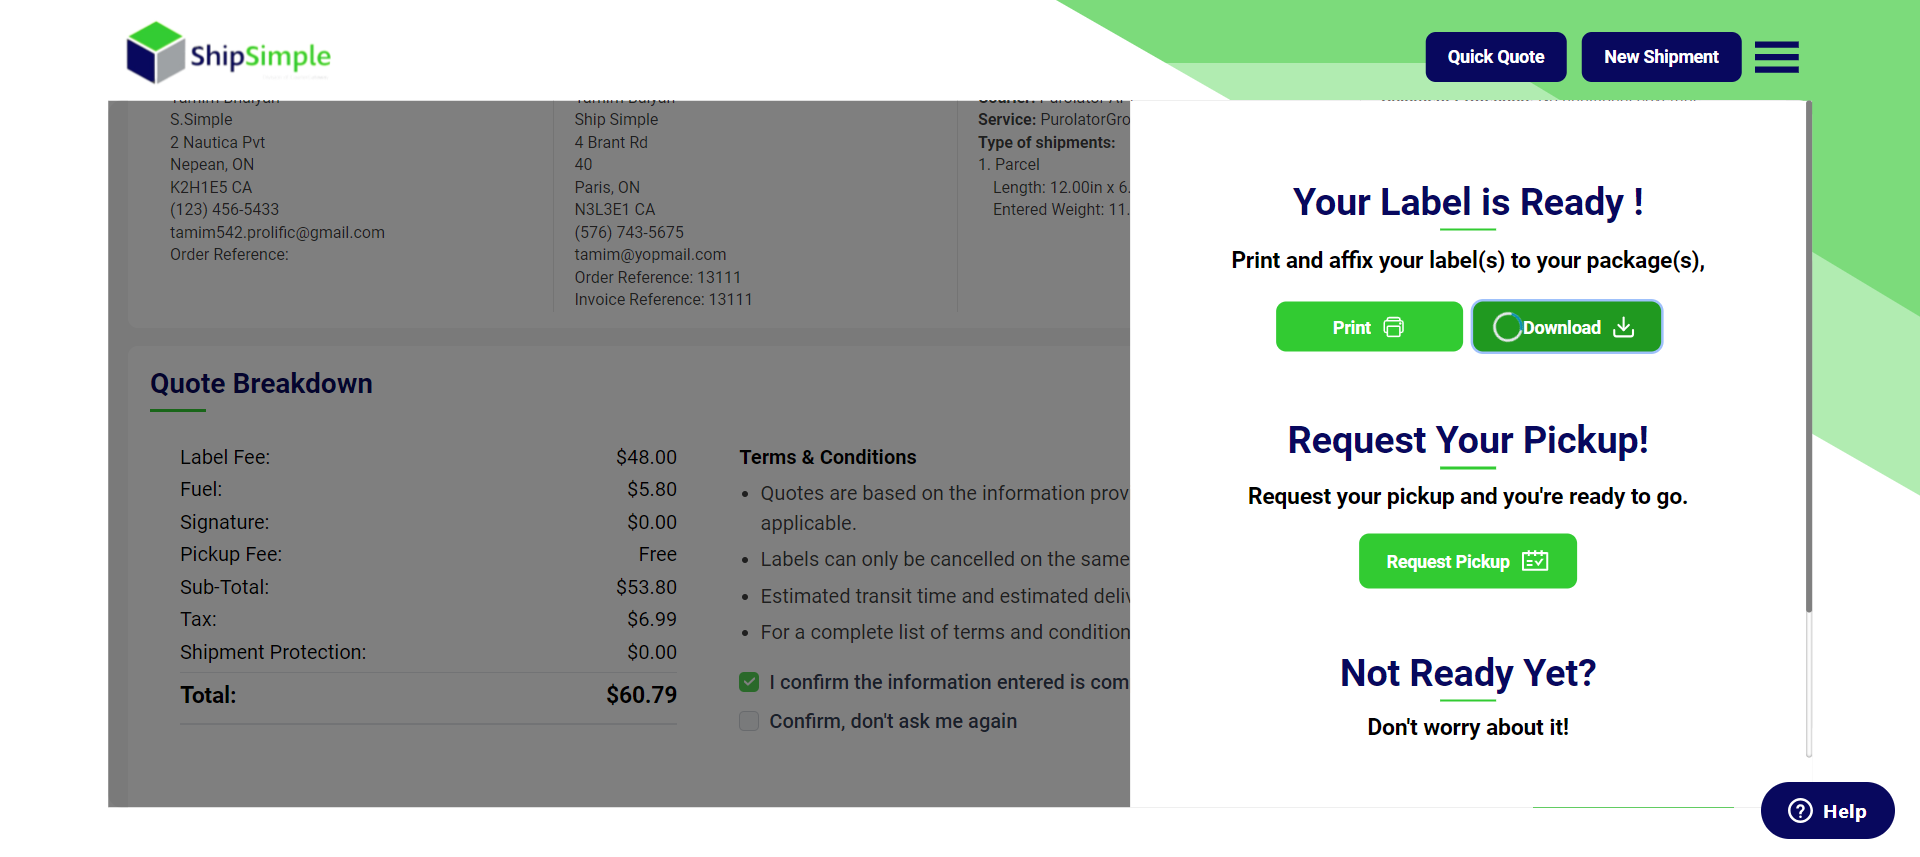 ShipSimple
Quick Quote
New Shipment
Tamim Bhuiyan
S.Simple
2 Nautica Pvt
Nepean, ON
K2H1E5 CA
(123) 456-5433
tamim542.prolific@gmail.com
Order Reference:
Ship Simple
4 Brant Rd
40
Paris, ON
N3L3E1 CA
(576) 743-5675
tamim@yopmail.com
Order Reference: 13111
Invoice Reference: 13111
Service: PurolatorGro
Type of shipments:
1. Parcel
Length: 12.00in x 6.
Entered Weight: 11.
Quote Breakdown
Label Fee: $48.00
Fuel: $5.80
Signature: $0.00
Pickup Fee: Free
Sub-Total: $53.80
Tax: $6.99
Shipment Protection: $0.00
Total: $60.79
Terms & Conditions
• Quotes are based on the information prov
applicable.
• Labels can only be cancelled on the same
• Estimated transit time and estimated deliv
• For a complete list of terms and condition
I confirm the information entered is com
Confirm, don't ask me again
Your Label is Ready !
Print and affix your label(s) to your package(s),
Print
Download
Request Your Pickup!
Request your pickup and you're ready to go.
Request Pickup
Not Ready Yet?
Don't worry about it!
Help